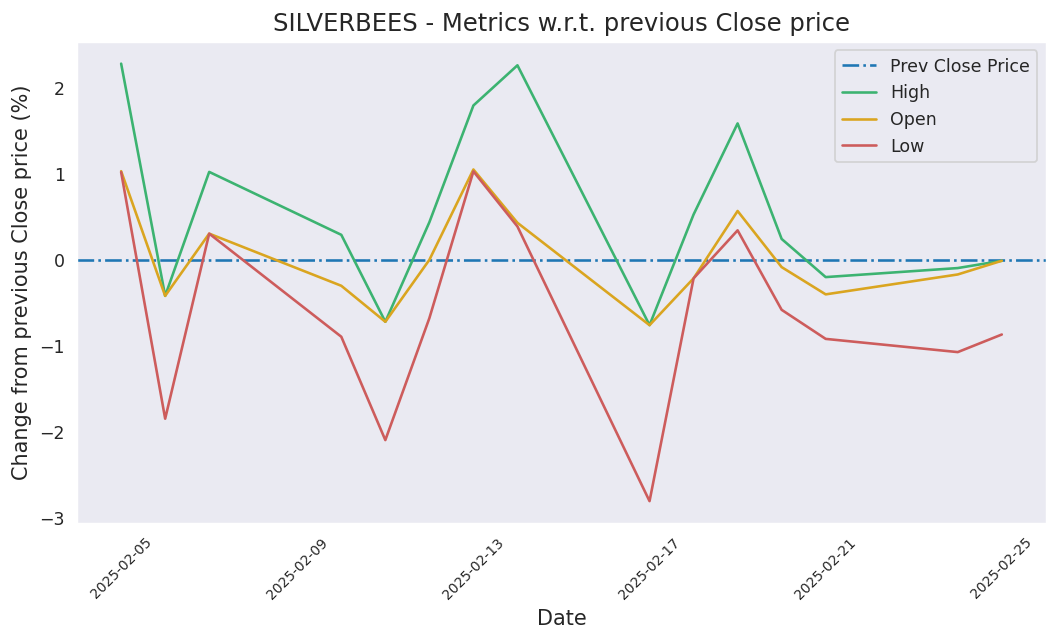 SILVERBEES - Metrics w.r.t. previous Close price
Change from previous Close price (%)
2
1
0
−1
−2
−3
Prev Close Price
High
Open
Low
2025-02-05
2025-02-09
2025-02-13
2025-02-17
2025-02-21
2025-02-25
Date